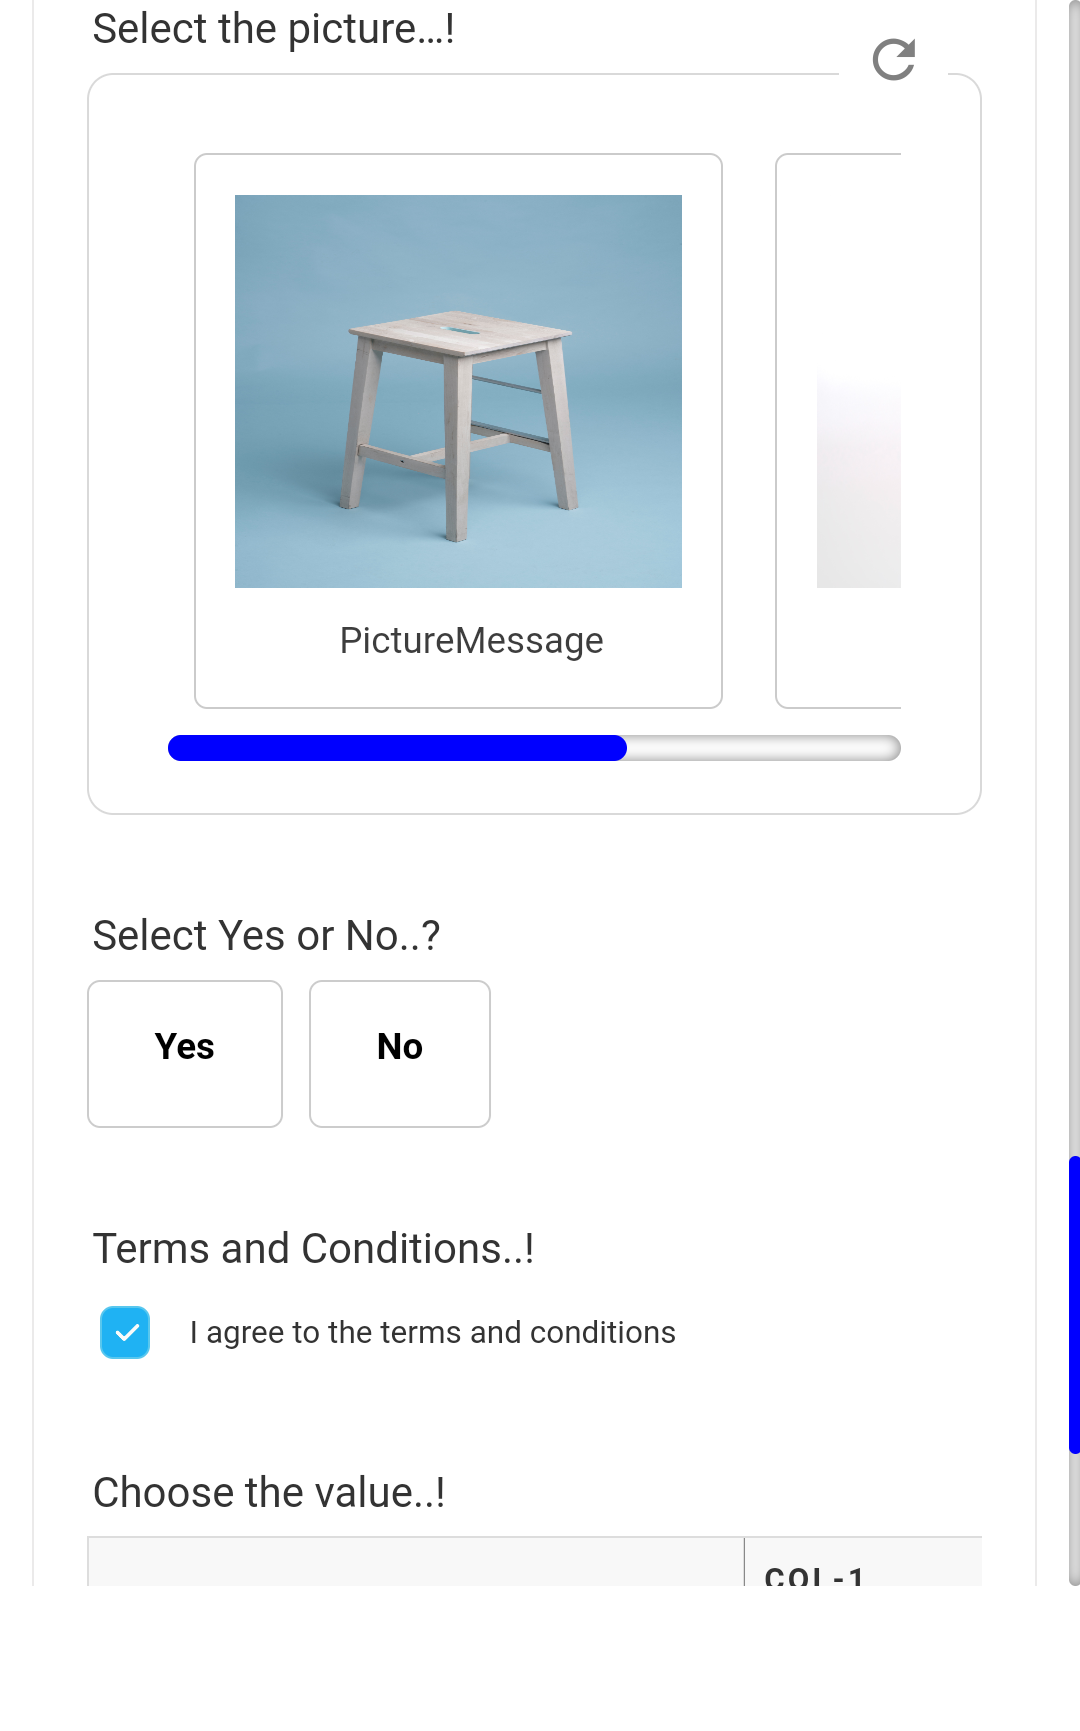 Select the picture...!
PictureMessage
Select Yes or No..?
Yes
No
Terms and Conditions..!
I agree to the terms and conditions
Choose the value..!
COL-1